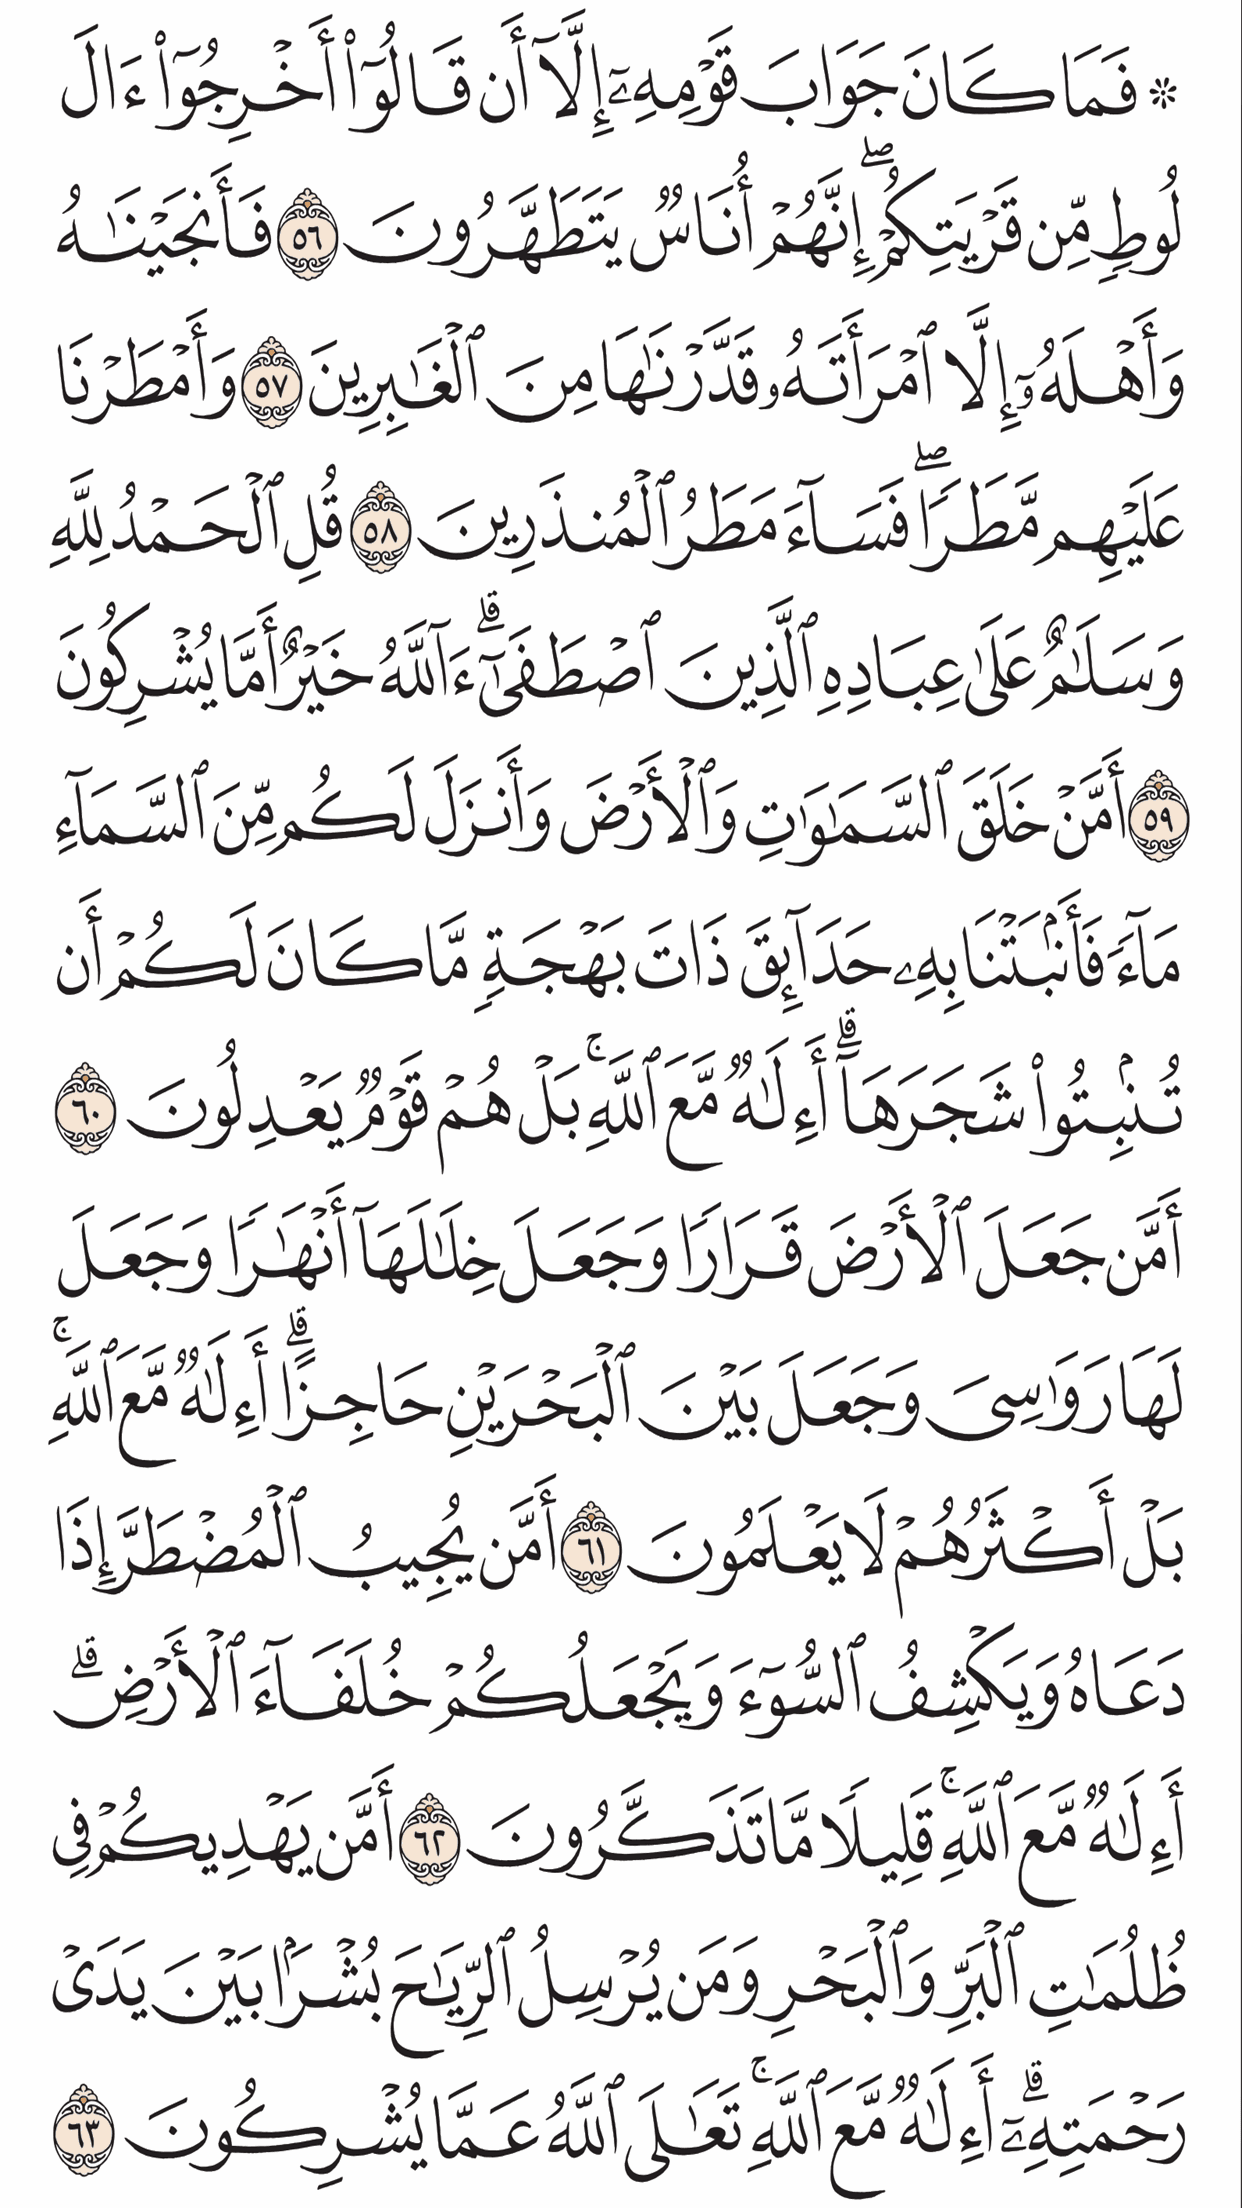 ۞ فَمَا كَانَ جَوَابَ قَوْمِهِۦٓ إِلَّآ أَن قَالُوٓا۟ أَخْرِجُوٓا۟ ءَالَ
لُوطٍ مِّن قَرْيَتِكُمْ ۖ إِنَّهُمْ أُنَاسٌ يَتَطَهَّرُونَ ٥٦ فَأَنجَيْنَـٰهُ
وَأَهْلَهُۥٓ إِلَّا ٱمْرَأَتَهُۥ قَدَّرْنَـٰهَا مِنَ ٱلْغَـٰبِرِينَ ٥٧ وَأَمْطَرْنَا
عَلَيْهِم مَّطَرًا ۖ فَسَآءَ مَطَرُ ٱلْمُنذَرِينَ ٥٨ قُلِ ٱلْحَمْدُ لِلَّهِ
وَسَلَـٰمٌ عَلَىٰ عِبَادِهِ ٱلَّذِينَ ٱصْطَفَىٰٓ ۗ ءَآللَّهُ خَيْرٌ أَمَّا يُشْرِكُونَ
٥٩ أَمَّنْ خَلَقَ ٱلسَّمَـٰوَٰتِ وَٱلْأَرْضَ وَأَنزَلَ لَكُم مِّنَ ٱلسَّمَآءِ
مَآءً فَأَنۢبَتْنَا بِهِۦ حَدَآئِقَ ذَاتَ بَهْجَةٍ مَّا كَانَ لَكُمْ أَن
تُنۢبِتُوا۟ شَجَرَهَآ ۗ أَءِلَـٰهٌ مَّعَ ٱللَّهِ ۚ بَلْ هُمْ قَوْمٌ يَعْدِلُونَ ٦٠
أَمَّن جَعَلَ ٱلْأَرْضَ قَرَارًا وَجَعَلَ خِلَـٰلَهَآ أَنْهَـٰرًا وَجَعَلَ
لَهَا رَوَٰسِىَ وَجَعَلَ بَيْنَ ٱلْبَحْرَيْنِ حَاجِزًا ۗ أَءِلَـٰهٌ مَّعَ ٱللَّهِ ۚ
بَلْ أَكْثَرُهُمْ لَا يَعْلَمُونَ ٦١ أَمَّن يُجِيبُ ٱلْمُضْطَرَّ إِذَا
دَعَاهُ وَيَكْشِفُ ٱلسُّوٓءَ وَيَجْعَلُكُمْ خُلَفَآءَ ٱلْأَرْضِ ۗ
أَءِلَـٰهٌ مَّعَ ٱللَّهِ ۚ قَلِيلًا مَّا تَذَكَّرُونَ ٦٢ أَمَّن يَهْدِيكُمْ فِى
ظُلُمَـٰتِ ٱلْبَرِّ وَٱلْبَحْرِ وَمَن يُرْسِلُ ٱلرِّيَـٰحَ بُشْرًۢا بَيْنَ يَدَىْ
رَحْمَتِهِۦٓ ۗ أَءِلَـٰهٌ مَّعَ ٱللَّهِ ۚ تَعَـٰلَى ٱللَّهُ عَمَّا يُشْرِكُونَ ٦٣